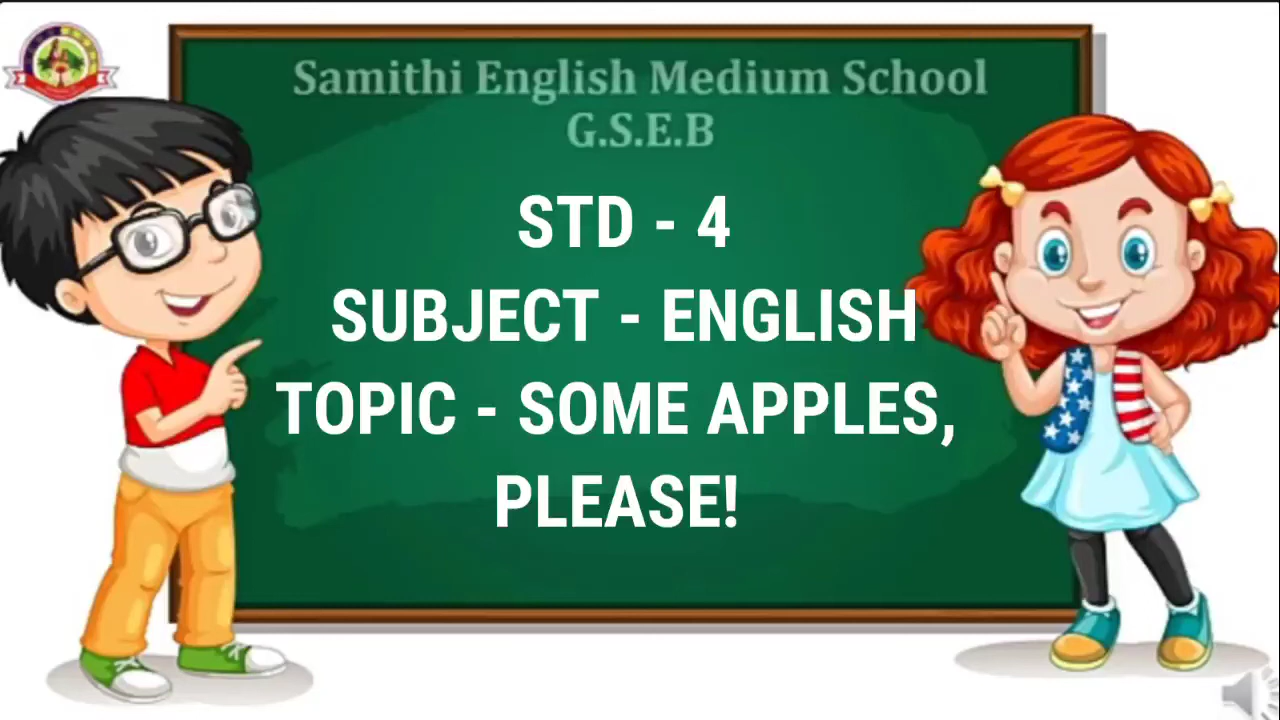 Samithi English Medium School
G.S.E.B
STD - 4
SUBJECT - ENGLISH
TOPIC - SOME APPLES,
PLEASE!